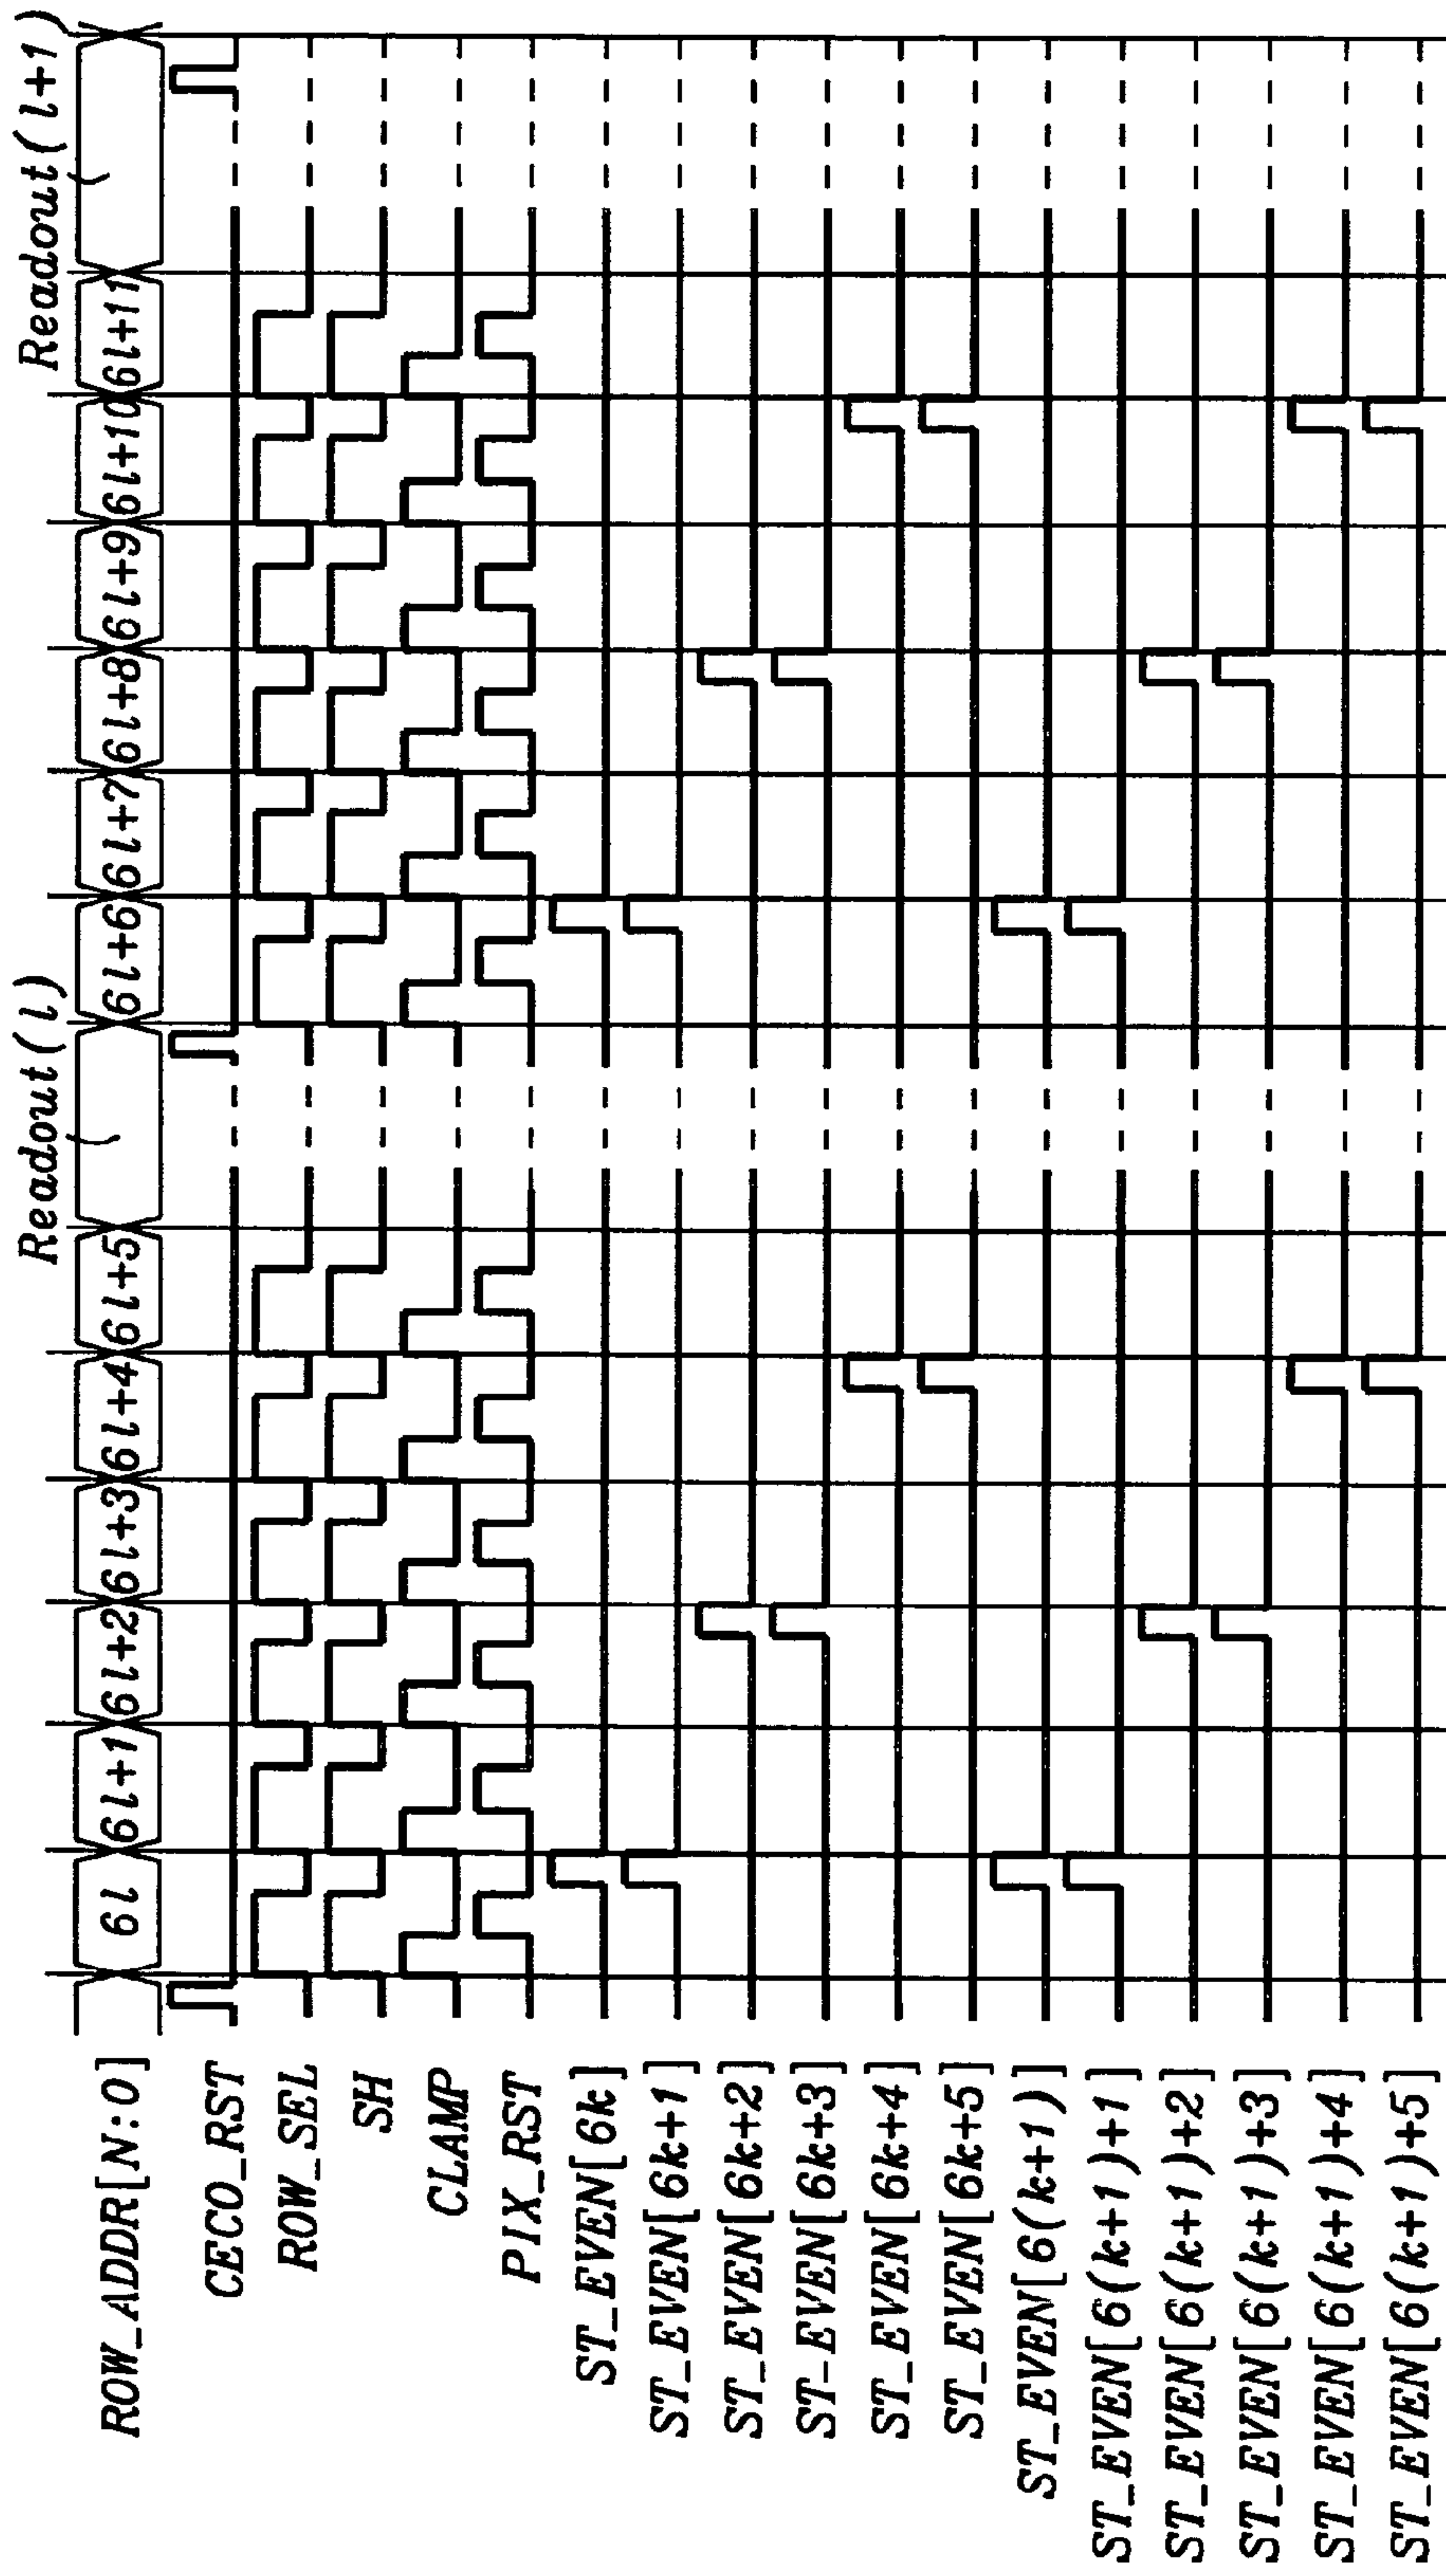 ROW_ADDR[N:0]
6l
6l+1
6l+2
6l+3
6l+4
6l+5
Readout(l)
6l+6
6l+7
6l+8
6l+9
6l+10
6l+11
Readout(l+1)
CECO_RST
ROW_SEL
SH
CLAMP
PIX_RST
ST_EVEN[6k]
ST_EVEN[6k+1]
ST_EVEN[6k+2]
ST-EVEN[6k+3]
ST_EVEN[6k+4]
ST_EVEN[6k+5]
ST_EVEN[6(k+1)]
ST_EVEN[6(k+1)+1]
ST_EVEN[6(k+1)+2]
ST_EVEN[6(k+1)+3]
ST_EVEN[6(k+1)+4]
ST_EVEN[6(k+1)+5]